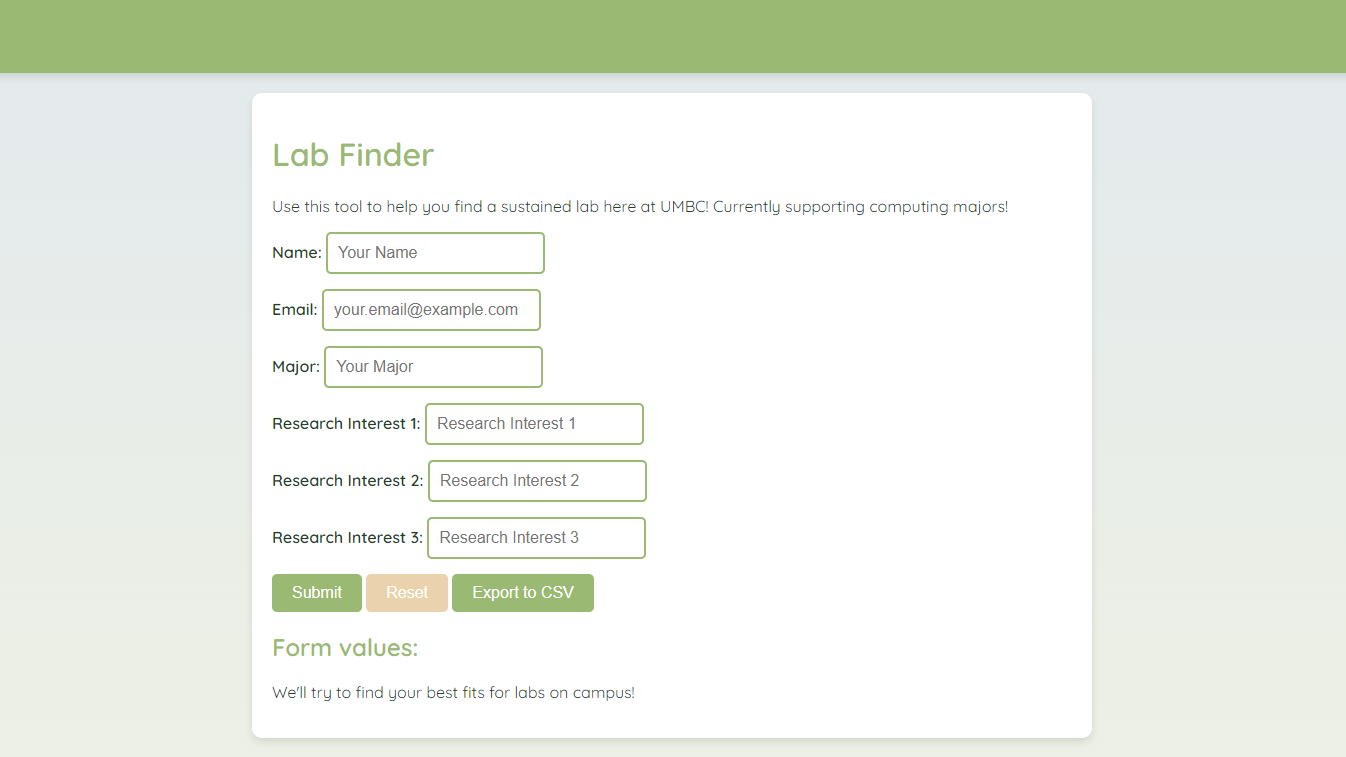 Lab Finder
Use this tool to help you find a sustained lab here at UMBC! Currently supporting computing majors!
Name: Your Name
Email: your.email@example.com
Major: Your Major
Research Interest 1: Research Interest 1
Research Interest 2: Research Interest 2
Research Interest 3: Research Interest 3
Submit Reset Export to CSV
Form values:
We'll try to find your best fits for labs on campus!